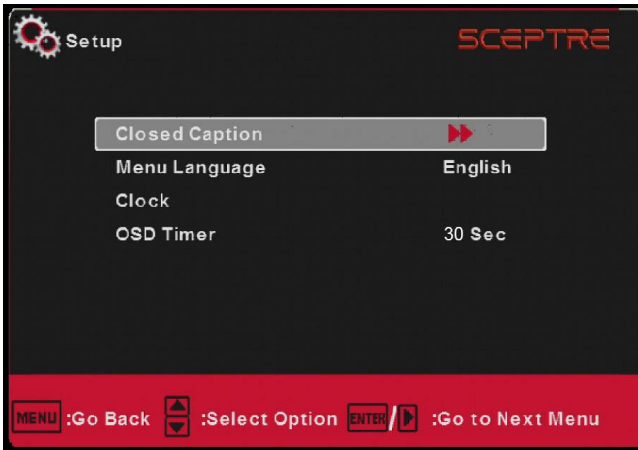 Setup SCEPTRE
Closed Caption
Menu Language English
Clock
OSD Timer 30 Sec
MENU :Go Back :Select Option ENTER/ :Go to Next Menu